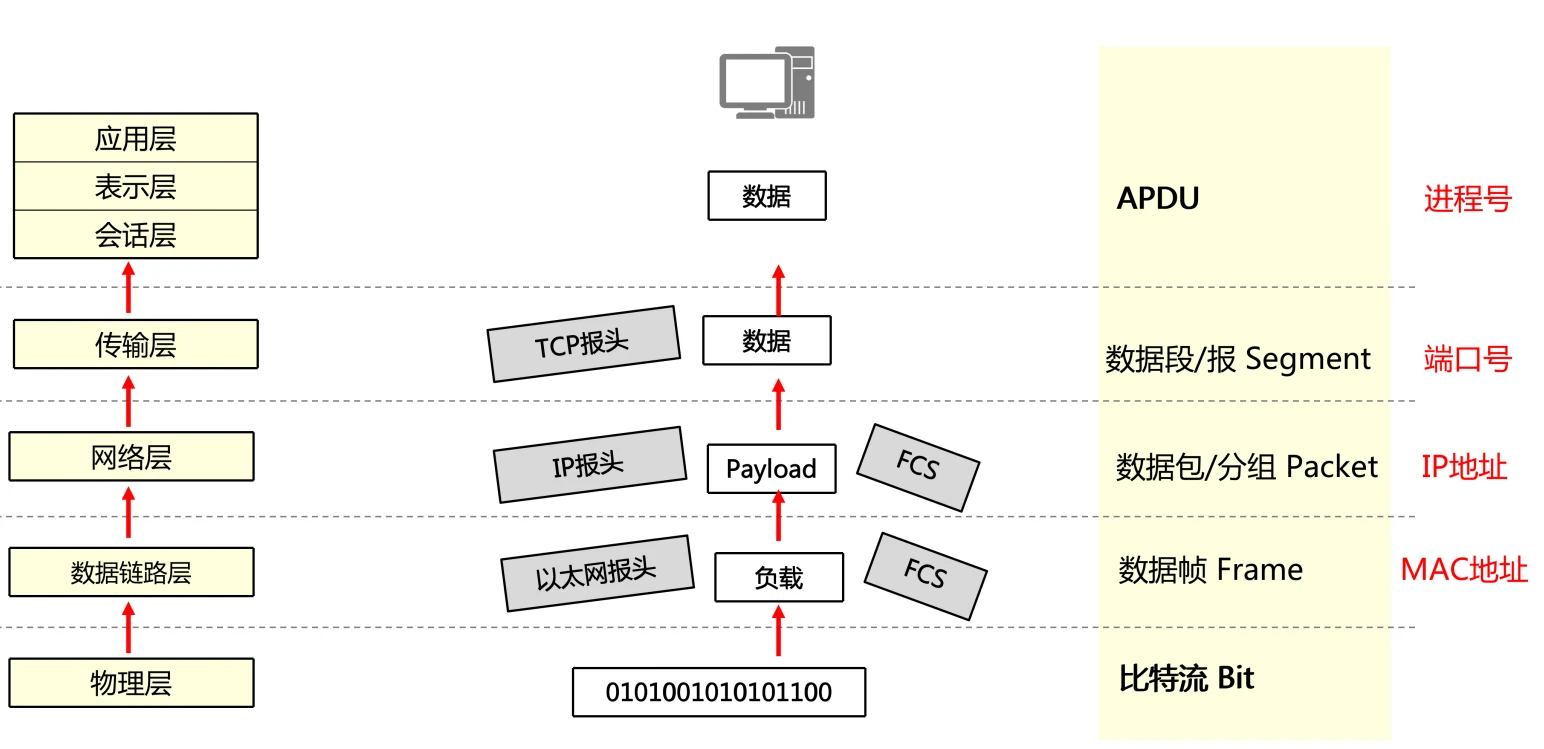 应用层
表示层
会话层
数据
APDU
进程号
传输层
TCP报头
数据
数据段/报 Segment
端口号
网络层
IP报头
Payload
FCS
数据包/分组 Packet
IP地址
数据链路层
以太网报头
负载
FCS
数据帧 Frame
MAC地址
物理层
0101001010101100
比特流 Bit